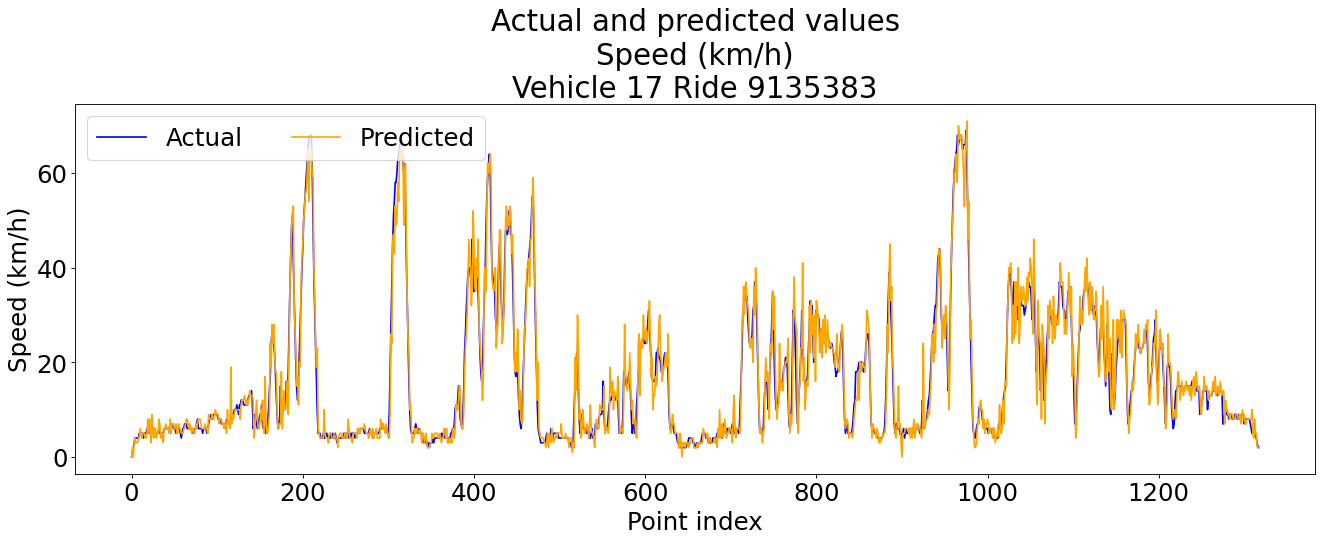 Actual and predicted values
Speed (km/h)
Vehicle 17 Ride 9135383
Actual
Predicted
Speed (km/h)
60
40
20
0
0 200 400 600 800 1000 1200
Point index